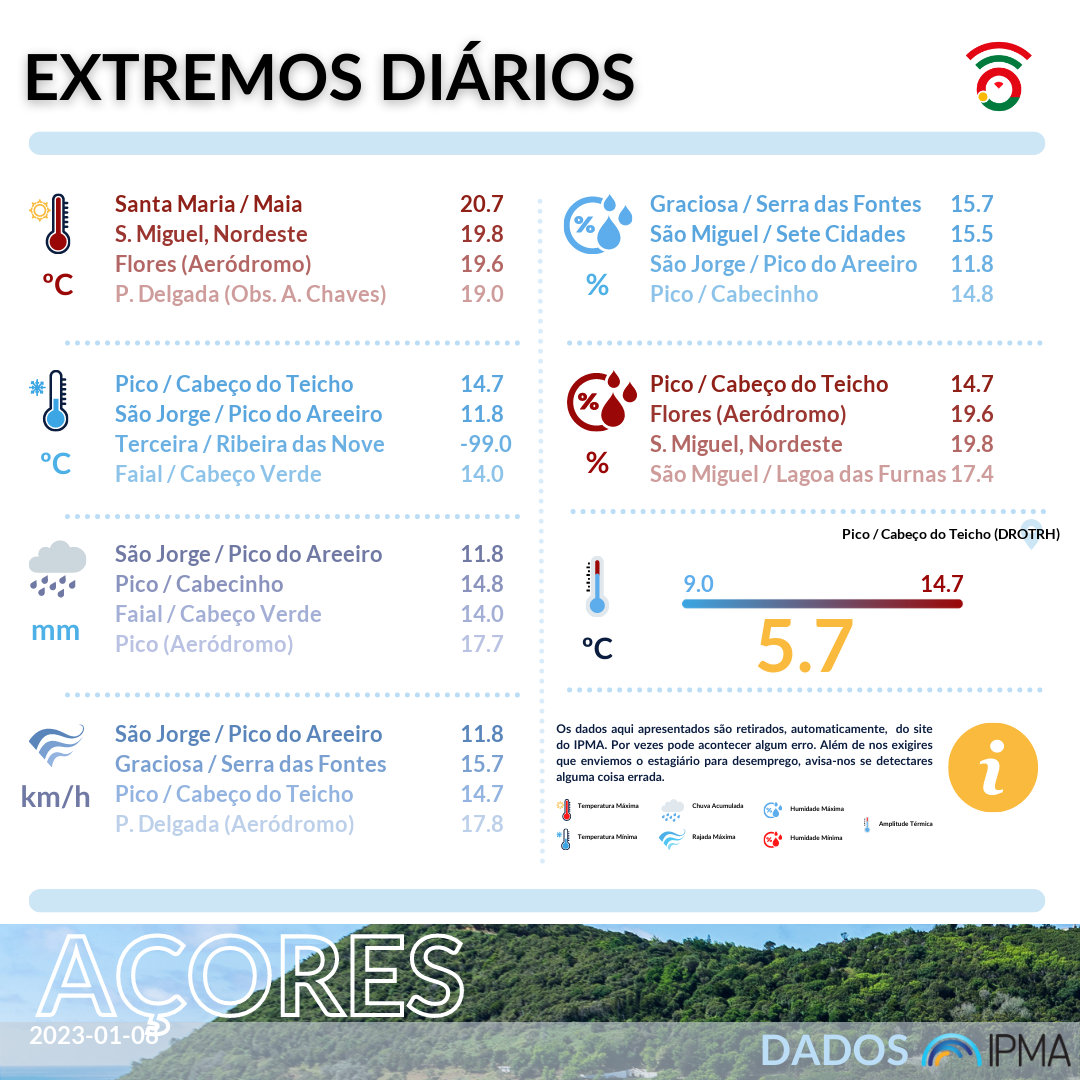 EXTREMOS DIÁRIOS
Santa Maria / Maia 20.7
S. Miguel, Nordeste 19.8
Flores (Aeródromo) 19.6
P. Delgada (Obs. A. Chaves) 19.0
ºC
Pico / Cabeço do Teicho 14.7
São Jorge / Pico do Areeiro 11.8
Terceira / Ribeira das Nove -99.0
Faial / Cabeço Verde 14.0
ºC
São Jorge / Pico do Areeiro 11.8
Pico / Cabecinho 14.8
Faial / Cabeço Verde 14.0
Pico (Aeródromo) 17.7
mm
São Jorge / Pico do Areeiro 11.8
Graciosa / Serra das Fontes 15.7
Pico / Cabeço do Teicho 14.7
P. Delgada (Aeródromo) 17.8
km/h
%
Graciosa / Serra das Fontes 15.7
São Miguel / Sete Cidades 15.5
São Jorge / Pico do Areeiro 11.8
Pico / Cabecinho 14.8
%
%
Pico / Cabeço do Teicho 14.7
Flores (Aeródromo) 19.6
S. Miguel, Nordeste 19.8
São Miguel / Lagoa das Furnas 17.4
%
Pico / Cabeço do Teicho (DROTRH)
9.0 14.7
5.7
ºC
Os dados aqui apresentados são retirados, automaticamente, do site
do IPMA. Por vezes pode acontecer algum erro. Além de nos exigires
que enviemos o estagiário para desemprego, avisa-nos se detectares
alguma coisa errada.
i
Temperatura Máxima Chuva Acumulada Humidade Máxima
Amplitude Térmica
Temperatura Mínima Rajada Máxima Humidade Mínima
AÇORES
2023-01-08
DADOS IPMA